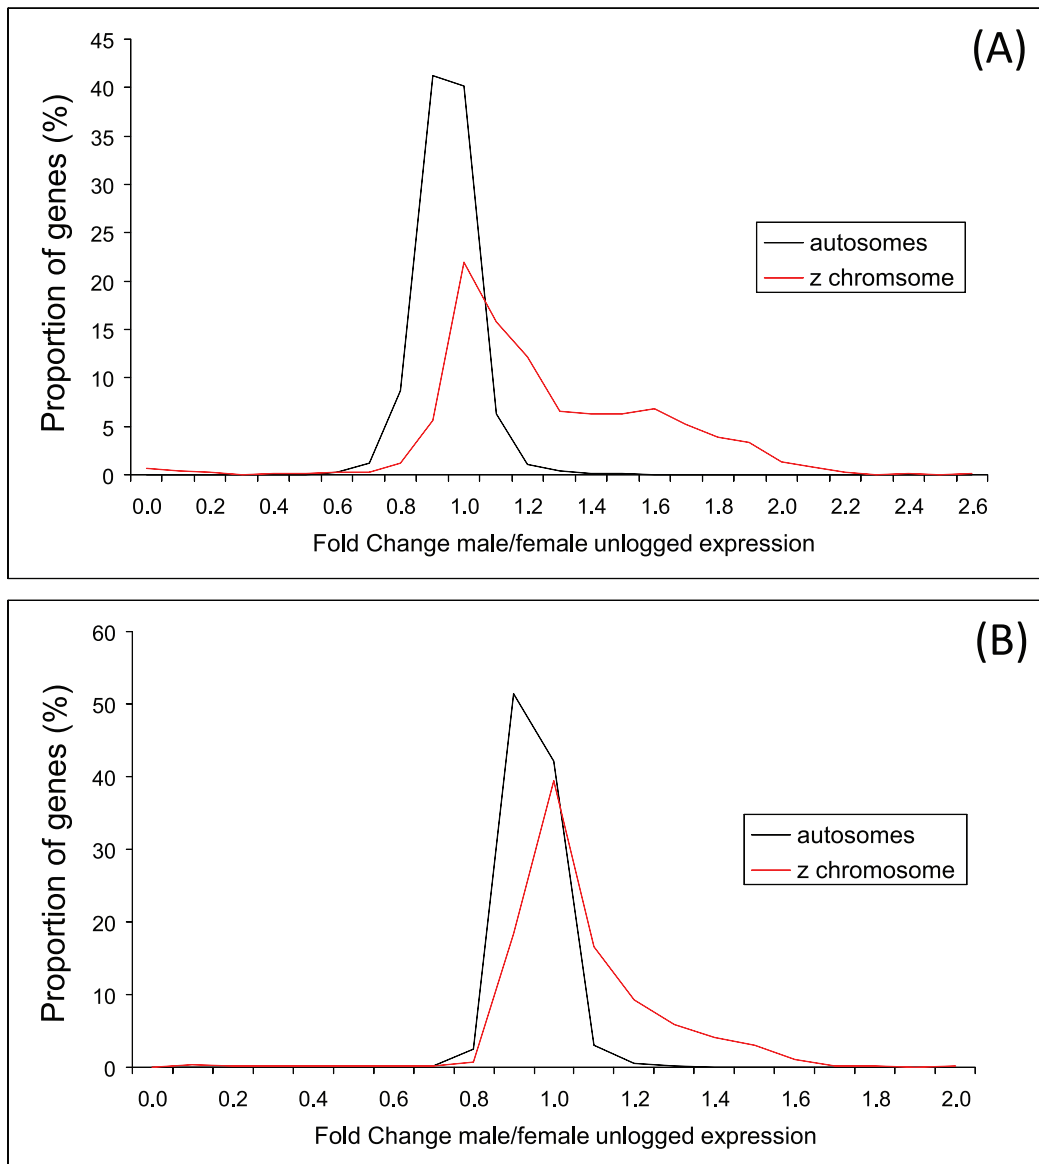 (A)
Proportion of genes (%)
45
40
35
30
25
20
15
10
5
0
autosomes
z chromsome
0.0 0.2 0.4 0.6 0.8 1.0 1.2 1.4 1.6 1.8 2.0 2.2 2.4 2.6
Fold Change male/female unlogged expression
(B)
Proportion of genes (%)
60
50
40
30
20
10
0
autosomes
z chromosome
0.0 0.2 0.4 0.6 0.8 1.0 1.2 1.4 1.6 1.8 2.0
Fold Change male/female unlogged expression